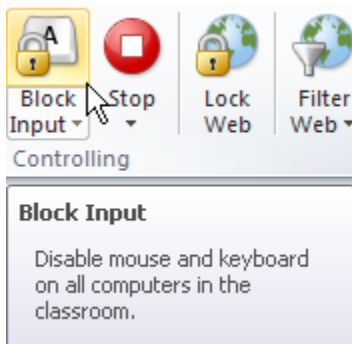 A
Block Input
Stop
Lock Web
Filter Web
Controlling
Block Input
Disable mouse and keyboard
on all computers in the
classroom.